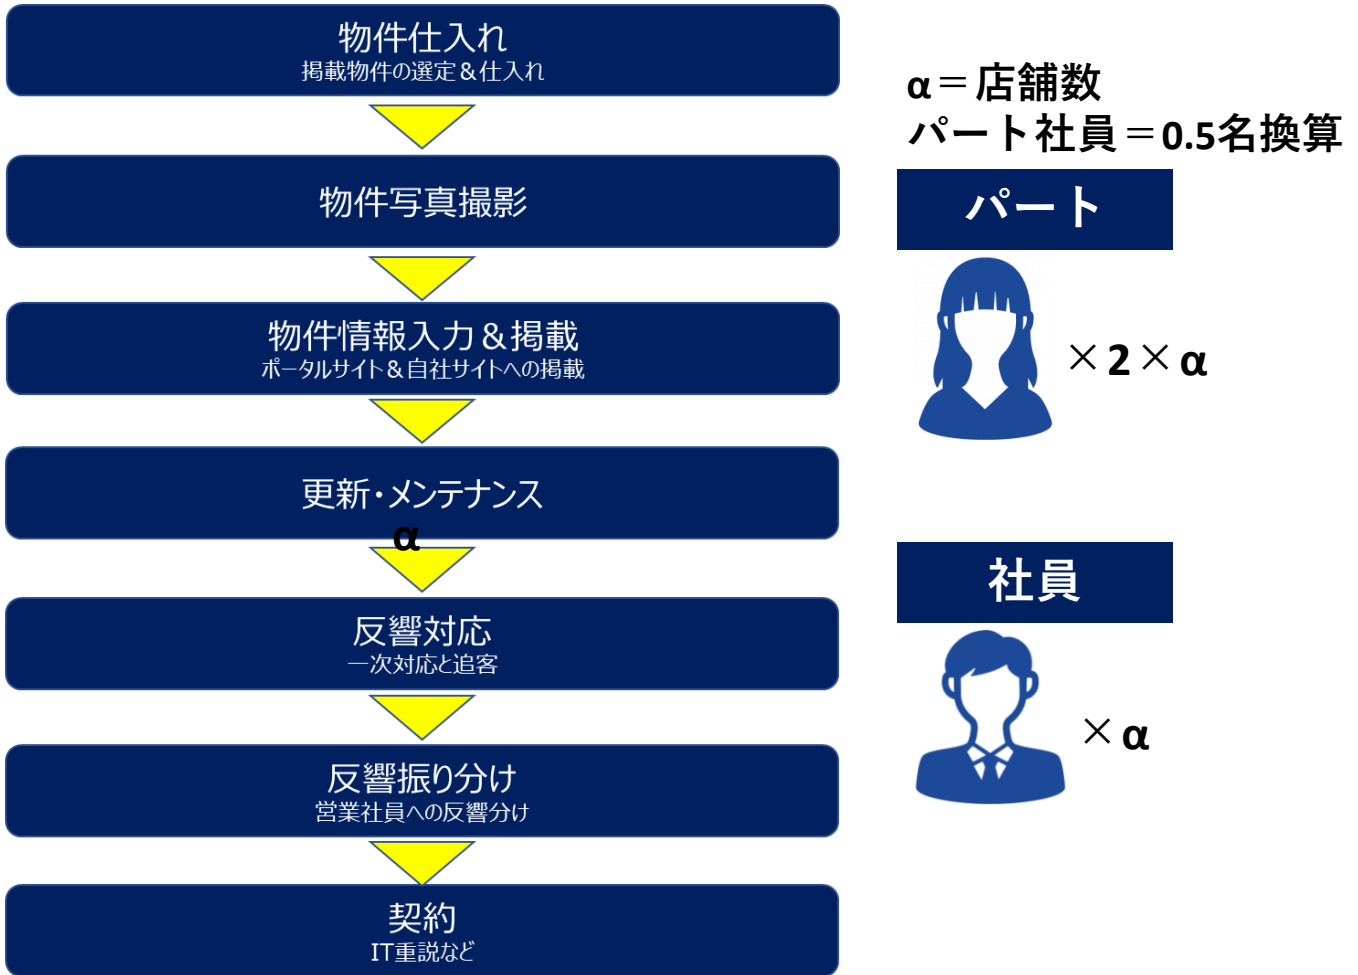 物件仕入れ
掲載物件の選定＆仕入れ
物件写真撮影
物件情報入力＆掲載
ポータルサイト＆自社サイトへの掲載
更新・メンテナンス
α
反響対応
一次対応と追客
反響振り分け
営業社員への反響分け
契約
IT重説など
α＝店舗数
パート社員＝0.5名換算
パート
×2×α
社員
×α